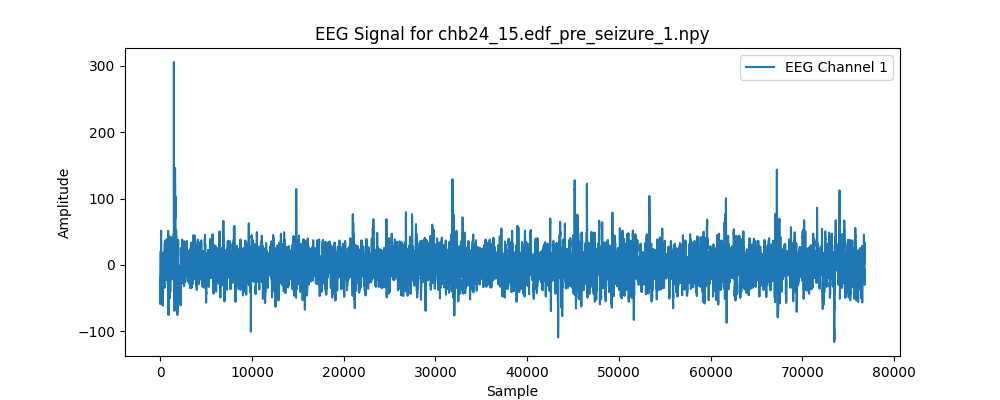 EEG Signal for chb24_15.edf_pre_seizure_1.npy
EEG Channel 1
300
200
100
0
−100
Amplitude
0 10000 20000 30000 40000 50000 60000 70000 80000
Sample